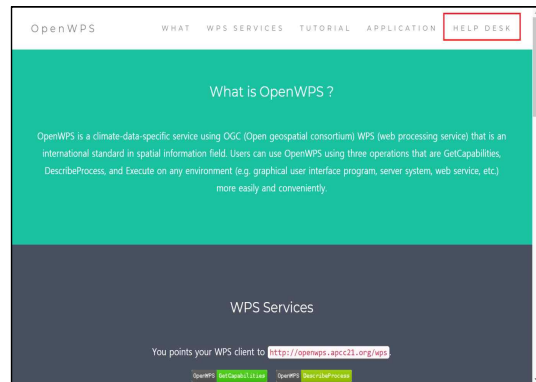 OpenWPS WHAT WPS SERVICES TUTORIAL APPLICATION HELP DESK
What is OpenWPS ?
OpenWPS is a climate-data-specific service using OGC (Open geospatial consortium) WPS (web processing service) that is an
international standard in spatial information field. Users can use OpenWPS using three operations that are GetCapabilities,
DescribeProcess, and Execute on any environment (e.g. graphical user interface program, server system, web service, etc.)
more easily and conveniently.
WPS Services
You points your WPS client to http://openwps.apcc21.org/wps
OpenWPS GetCapabilities OpenWPS DescribeProcess